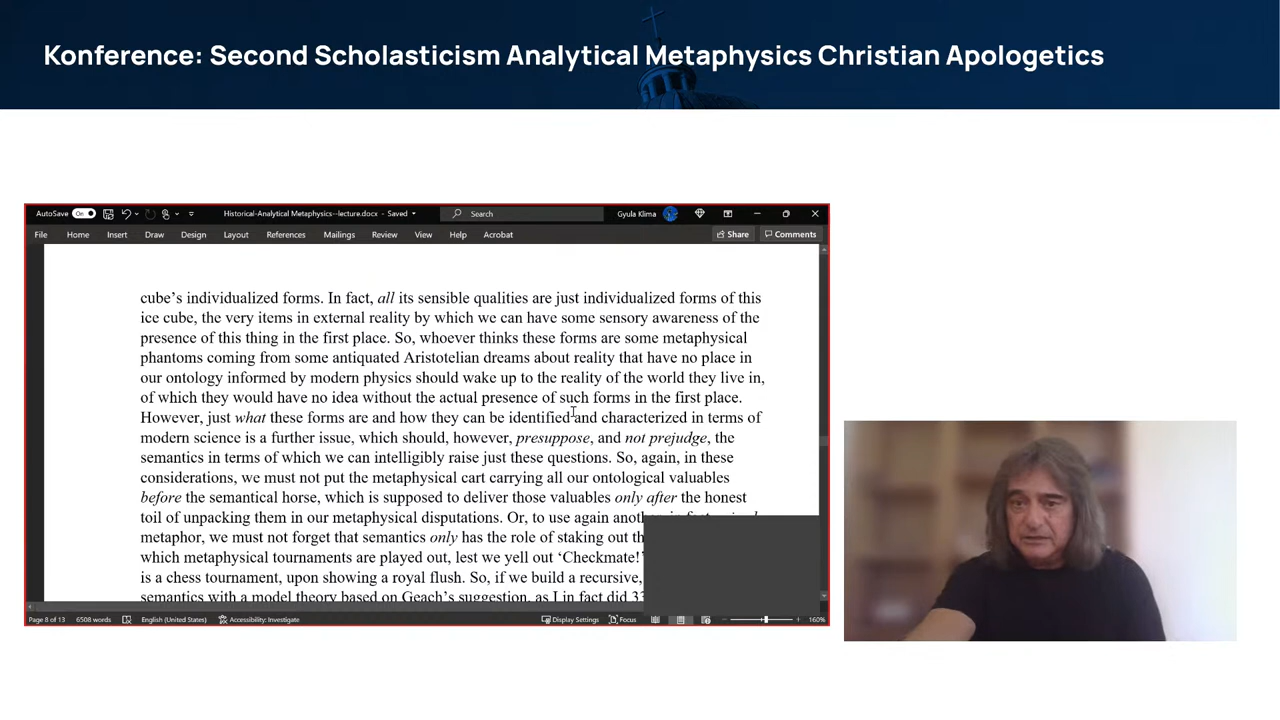 Konference: Second Scholasticism Analytical Metaphysics Christian Apologetics
AutoSave On Historical-Analytical Metaphysics--lecture.docx - Saved Search Gyula Klima
File Home Insert Draw Design Layout References Mailings Review View Help Acrobat Share Comments
cube’s individualized forms. In fact, all its sensible qualities are just individualized forms of this
ice cube, the very items in external reality by which we can have some sensory awareness of the
presence of this thing in the first place. So, whoever thinks these forms are some metaphysical
phantoms coming from some antiquated Aristotelian dreams about reality that have no place in
our ontology informed by modern physics should wake up to the reality of the world they live in,
of which they would have no idea without the actual presence of such forms in the first place.
However, just what these forms are and how they can be identified and characterized in terms of
modern science is a further issue, which should, however, presuppose, and not prejudge, the
semantics in terms of which we can intelligibly raise just these questions. So, again, in these
considerations, we must not put the metaphysical cart carrying all our ontological valuables
before the semantical horse, which is supposed to deliver those valuables only after the honest
toil of unpacking them in our metaphysical disputations. Or, to use again
metaphor, we must not forget that semantics only has the role of staking out
which metaphysical tournaments are played out, lest we yell out ‘Checkmate!’
is a chess tournament, upon showing a royal flush. So, if we build a recursive,
semantics with a model theory based on Geach’s suggestion, as I in fact did
Page 8 of 13 6508 words English (United States) Accessibility: Investigate Display Settings Focus 160%